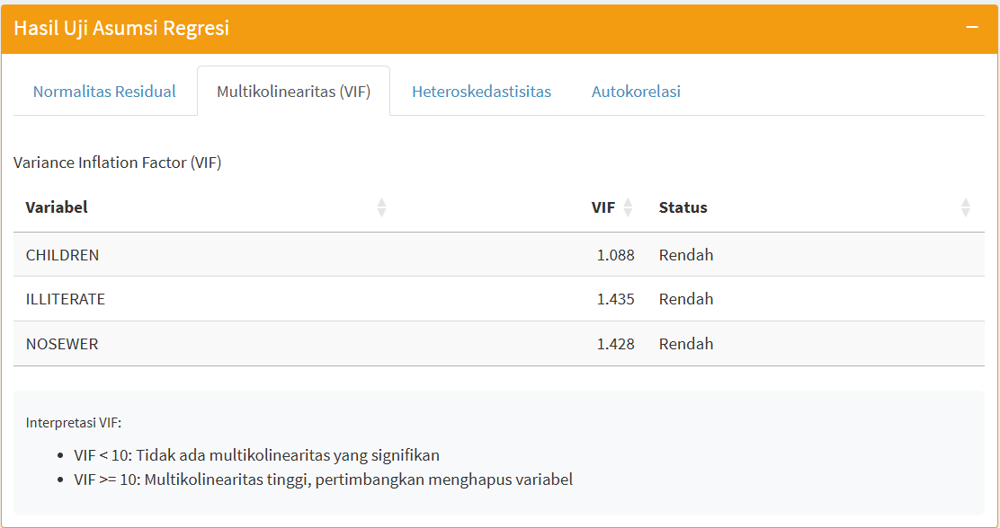 Hasil Uji Asumsi Regresi
Normalitas Residual Multikolinearitas (VIF) Heteroskedastisitas Autokorelasi
Variance Inflation Factor (VIF)
Variabel VIF Status
CHILDREN 1.088 Rendah
ILLITERATE 1.435 Rendah
NOSEWER 1.428 Rendah
Interpretasi VIF:
• VIF < 10: Tidak ada multikolinearitas yang signifikan
• VIF >= 10: Multikolinearitas tinggi, pertimbangkan menghapus variabel